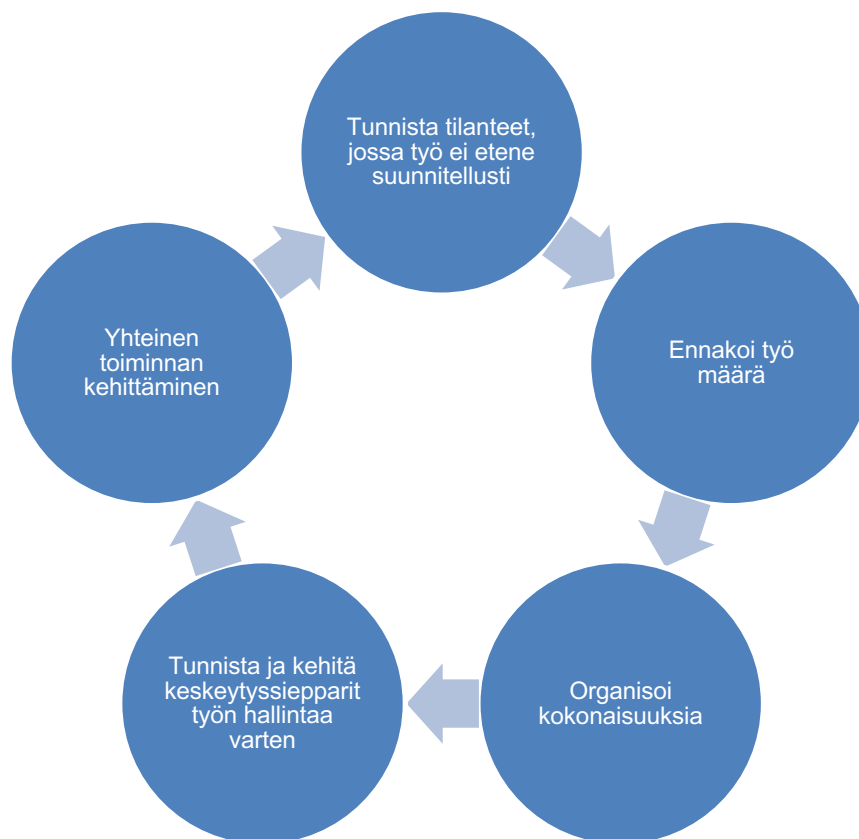 Tunnista tilanteet,
jossa työ ei etene
suunnitellusti
Ennakoi työ
määrä
Organisoi
kokonaisuuksia
Tunnista ja kehitä
keskeytyssiepparit
työn hallintaa
varten
Yhteinen
toiminnan
kehittäminen